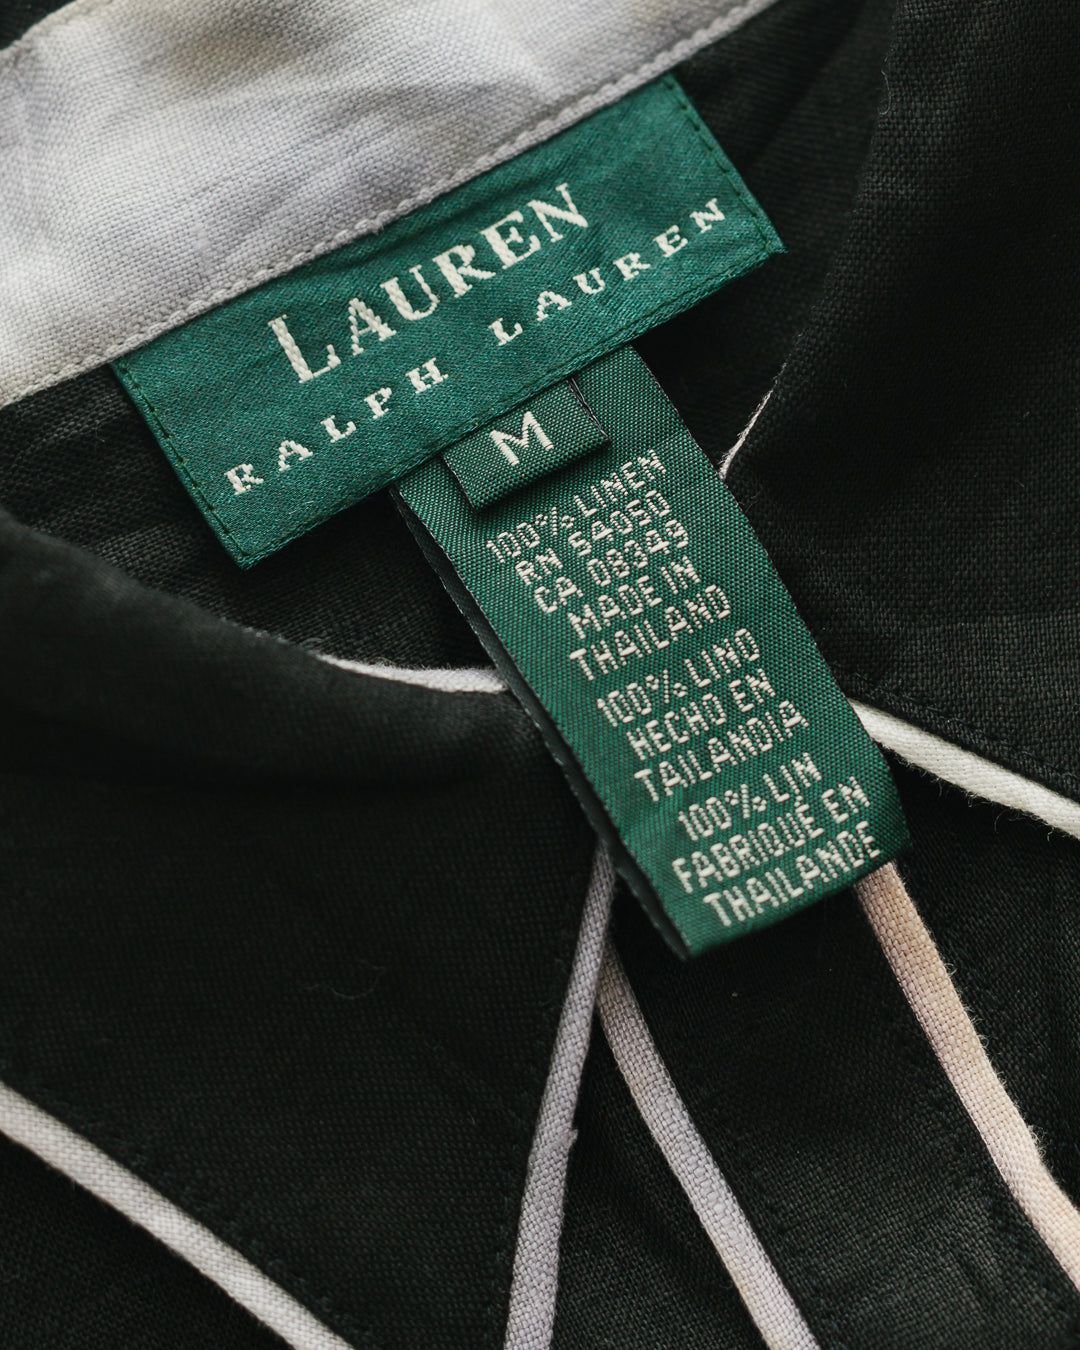 LAUREN
RALPH LAUREN
M
100% LINEN
RN 54050
CA 08349
MADE IN
THAILAND
100% LINO
HECHO EN
TAILANDIA
100% LIN
FABRIQUE EN
THAILANDE